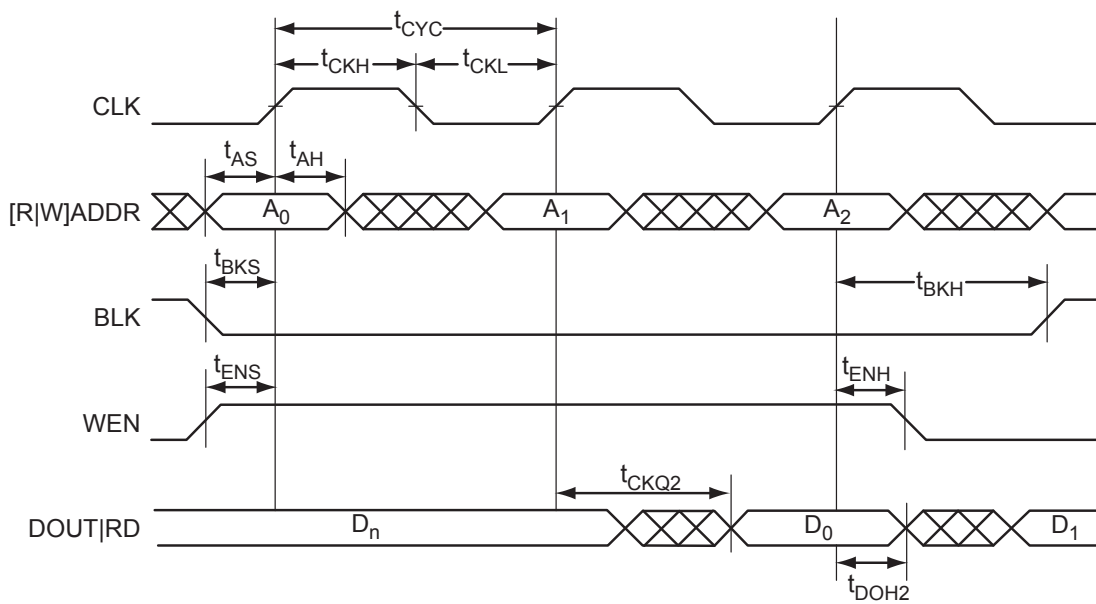 tCYC
tCKH tCKL
CLK
tAS tAH
[R|W]ADDR A0 A1 A2
tBKS tBKH
BLK
tENS tENH
WEN
tCKQ2
DOUT|RD Dn D0 D1
tDOH2